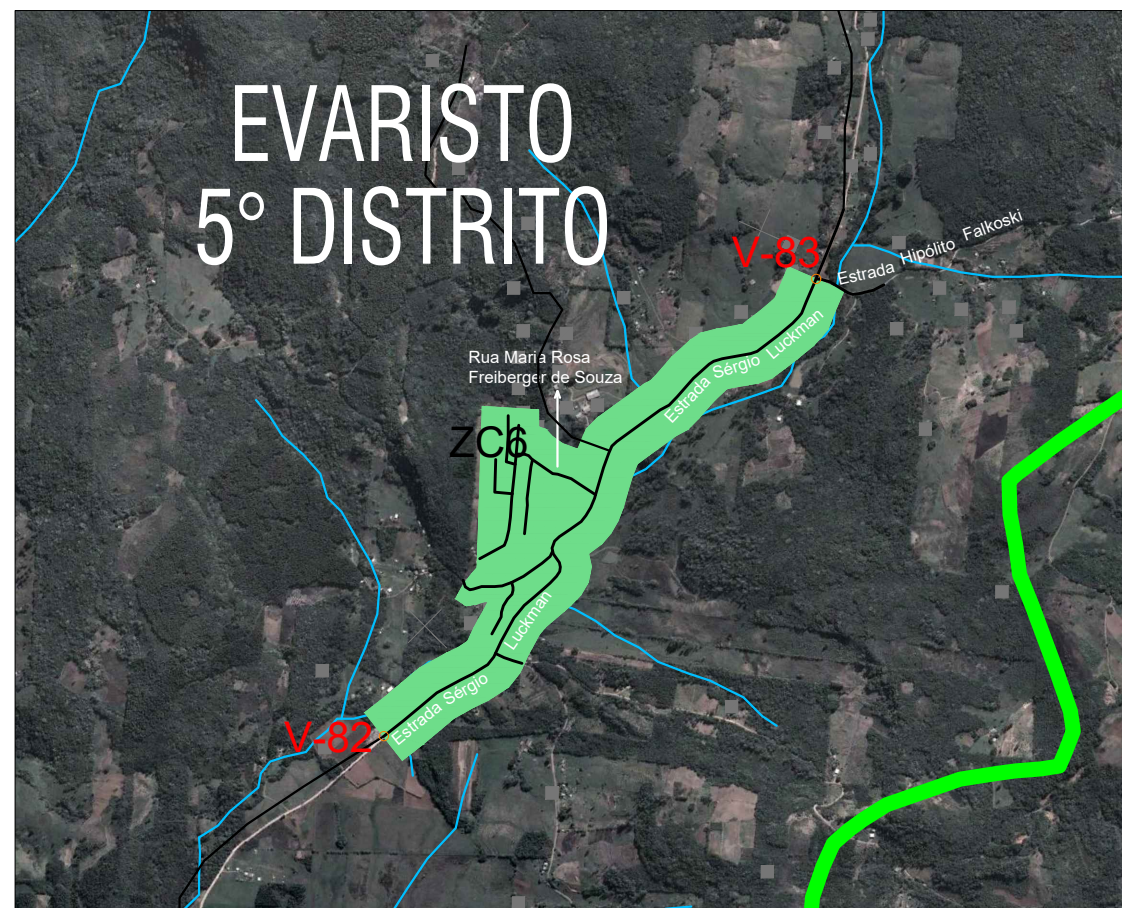 EVARISTO
5° DISTRITO
V-83
Estrada Hipólito Falkoski
Estrada Sérgio Luckman
Rua Maria Rosa
Freiberger de Souza
ZC6
Luckman
Estrada Sérgio
V-82